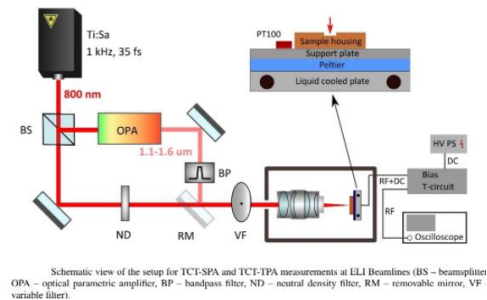 Ti:Sa
1 kHz, 35 fs
800 nm
BS
OPA
1.1-1.6 um
BP
ND
RM
VF
PT100
Sample housing
Support plate
Peltier
Liquid cooled plate
HV PS
DC
RF+DC
Bias
T-circuit
RF
Oscilloscope
Schematic view of the setup for TCT-SPA and TCT-TPA measurements at ELI Beamlines (BS – beamsplitter
OPA – optical parametric amplifier, BP – bandpass filter, ND – neutral density filter, RM – removable mirror, VF –
variable filter).